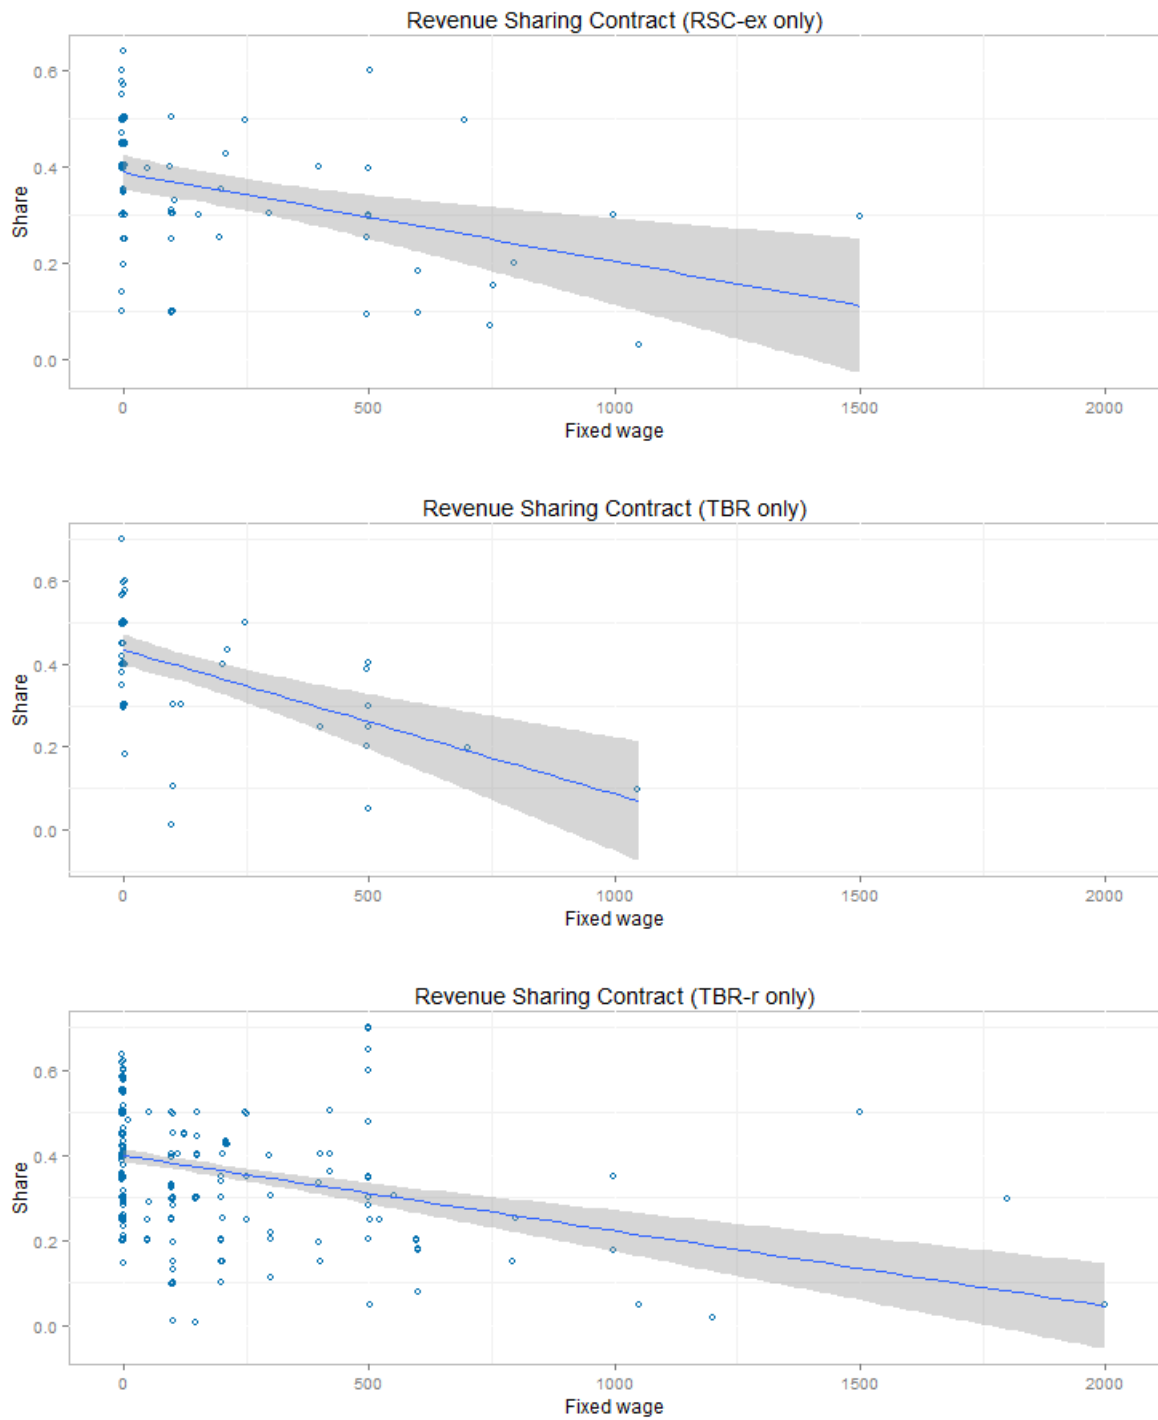 Revenue Sharing Contract (RSC-ex only)
Share
0.6
0.4
0.2
0.0
0 500 1000 1500 2000
Fixed wage
Revenue Sharing Contract (TBR only)
Share
0.6
0.4
0.2
0.0
0 500 1000 1500 2000
Fixed wage
Revenue Sharing Contract (TBR-r only)
Share
0.6
0.4
0.2
0.0
0 500 1000 1500 2000
Fixed wage